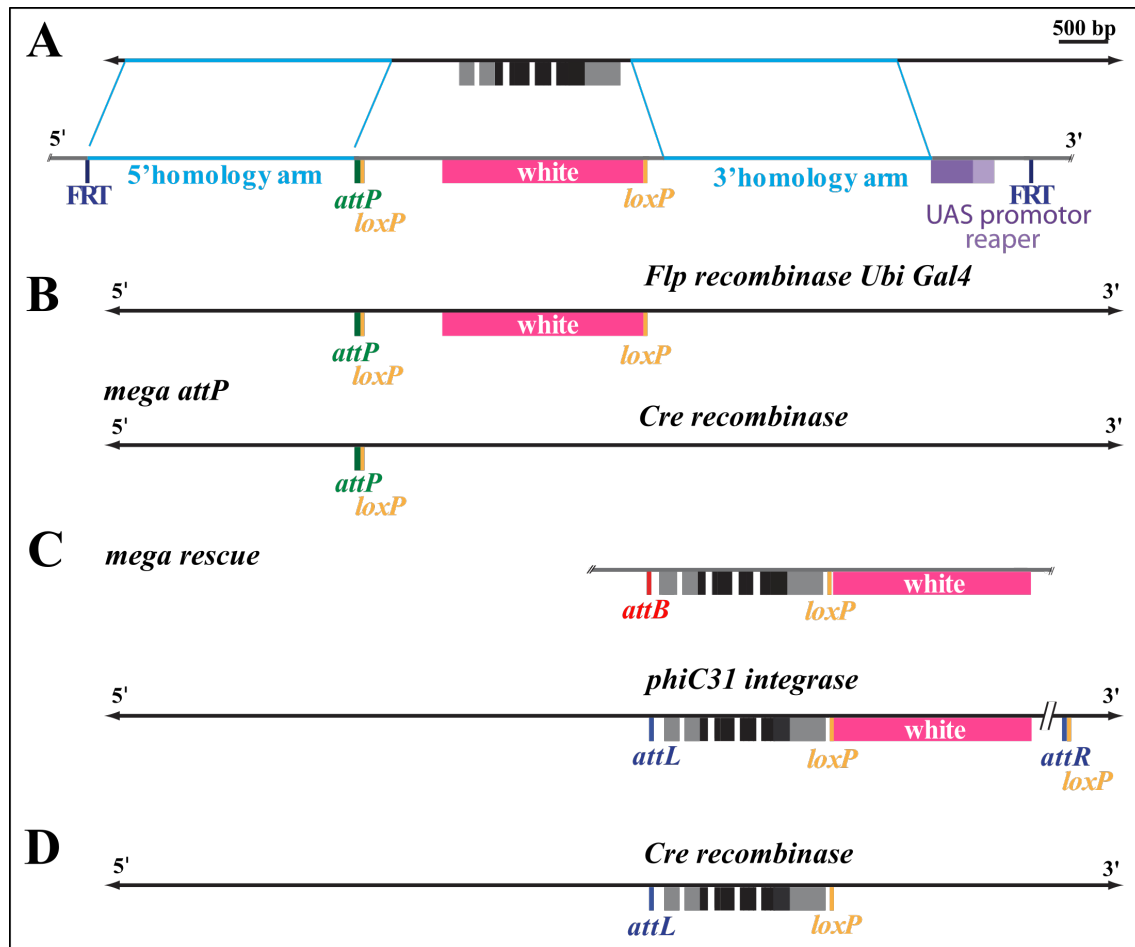 A
500 bp
5'
3'
5'homology arm
white
3'homology arm
FRT
attP
loxP
loxP
FRT
UAS promotor
reaper
B
Flp recombinase Ubi Gal4
5'
3'
white
attP
loxP
loxP
mega attP
Cre recombinase
5'
3'
attP
loxP
C
mega rescue
white
attB
loxP
phiC31 integrase
5'
3'
white
attL
loxP
attR
loxP
D
Cre recombinase
5'
3'
attL
loxP